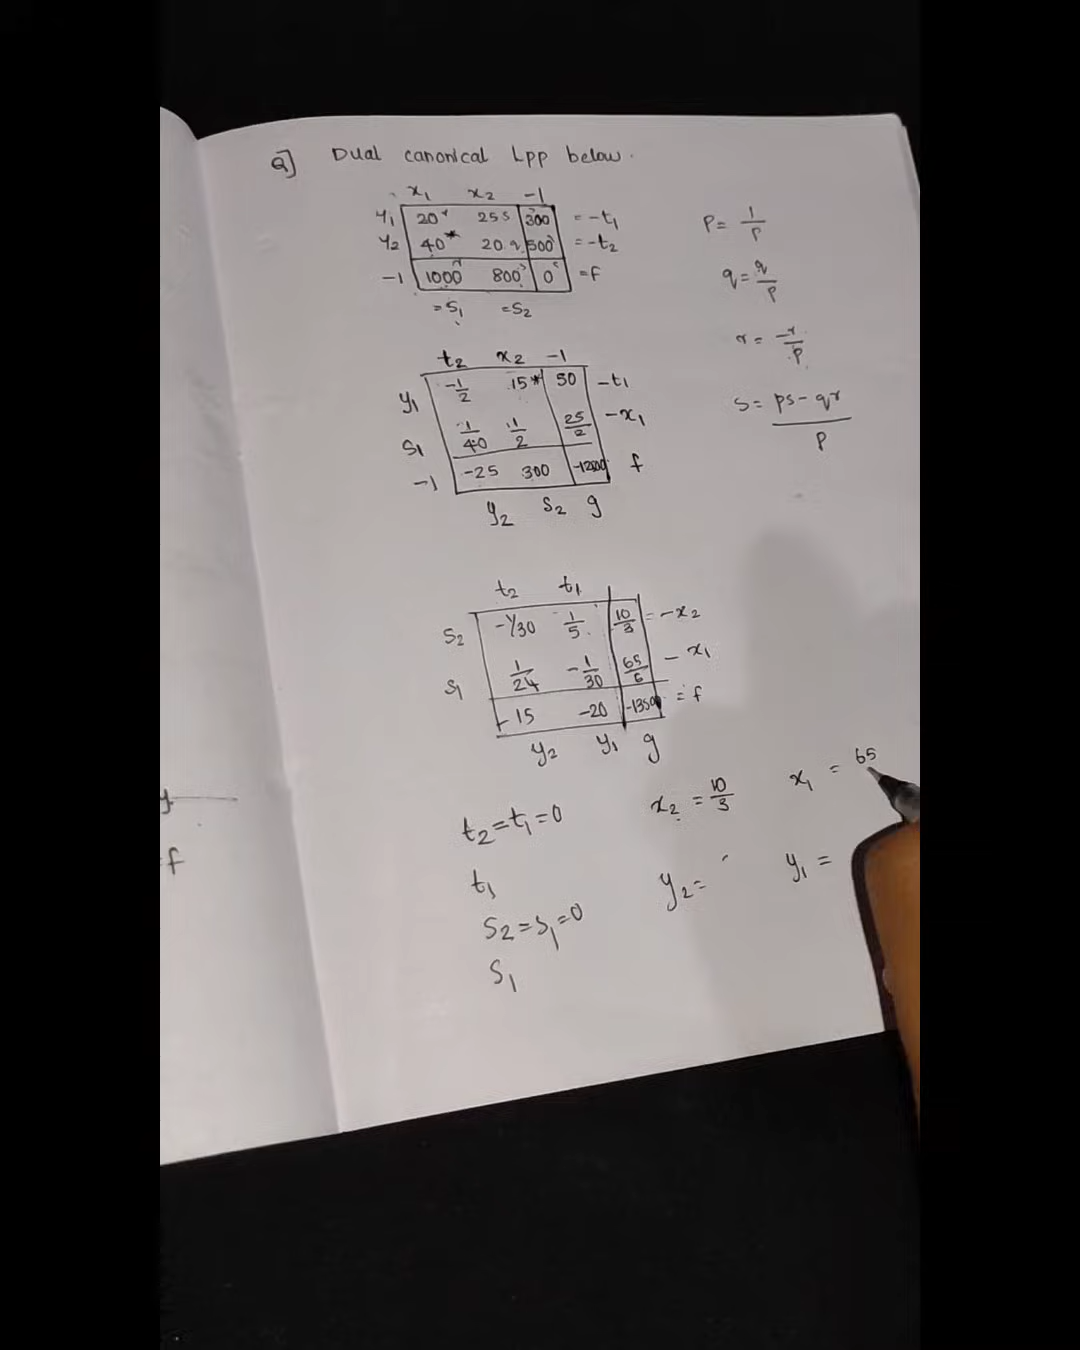 Q] Dual canonical Lpp below.
x₁ x₂ -1
y₁ 20 25 s 300 = -t₁
y₂ 40* 20 q 500 = -t₂
-1 1000 800 0 = f
= S₁ = S₂
P = 1/P
q = q/P
r = -r/P
S = ps - qr / P
t₂ x₂ -1
y₁ -1/2 15* 50 -t₁
S₁ 1/40 1/2 25/2 -x₁
-1 -25 300 -12500 f
y₂ S₂ g
t₂ t₁
S₂ -1/30 1/5 10/3 = -x₂
S₁ 1/24 -1/30 65/6 -x₁
-15 -20 -13500 = f
y₂ y₁ g
t₂ = t₁ = 0 x₂ = 10/3 x₁ = 65
t₁ y₂ = y₁ =
S₂ = S₁ = 0
S₁
y
f